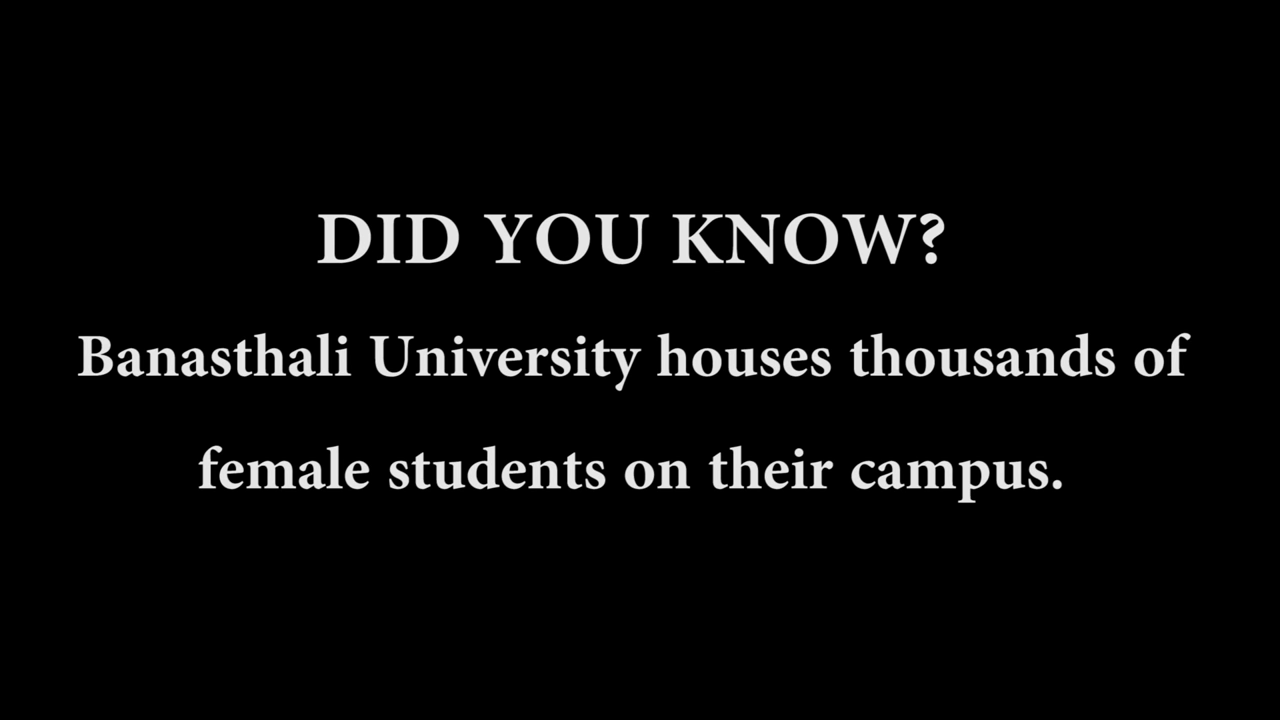 DID YOU KNOW?
Banasthali University houses thousands of
female students on their campus.